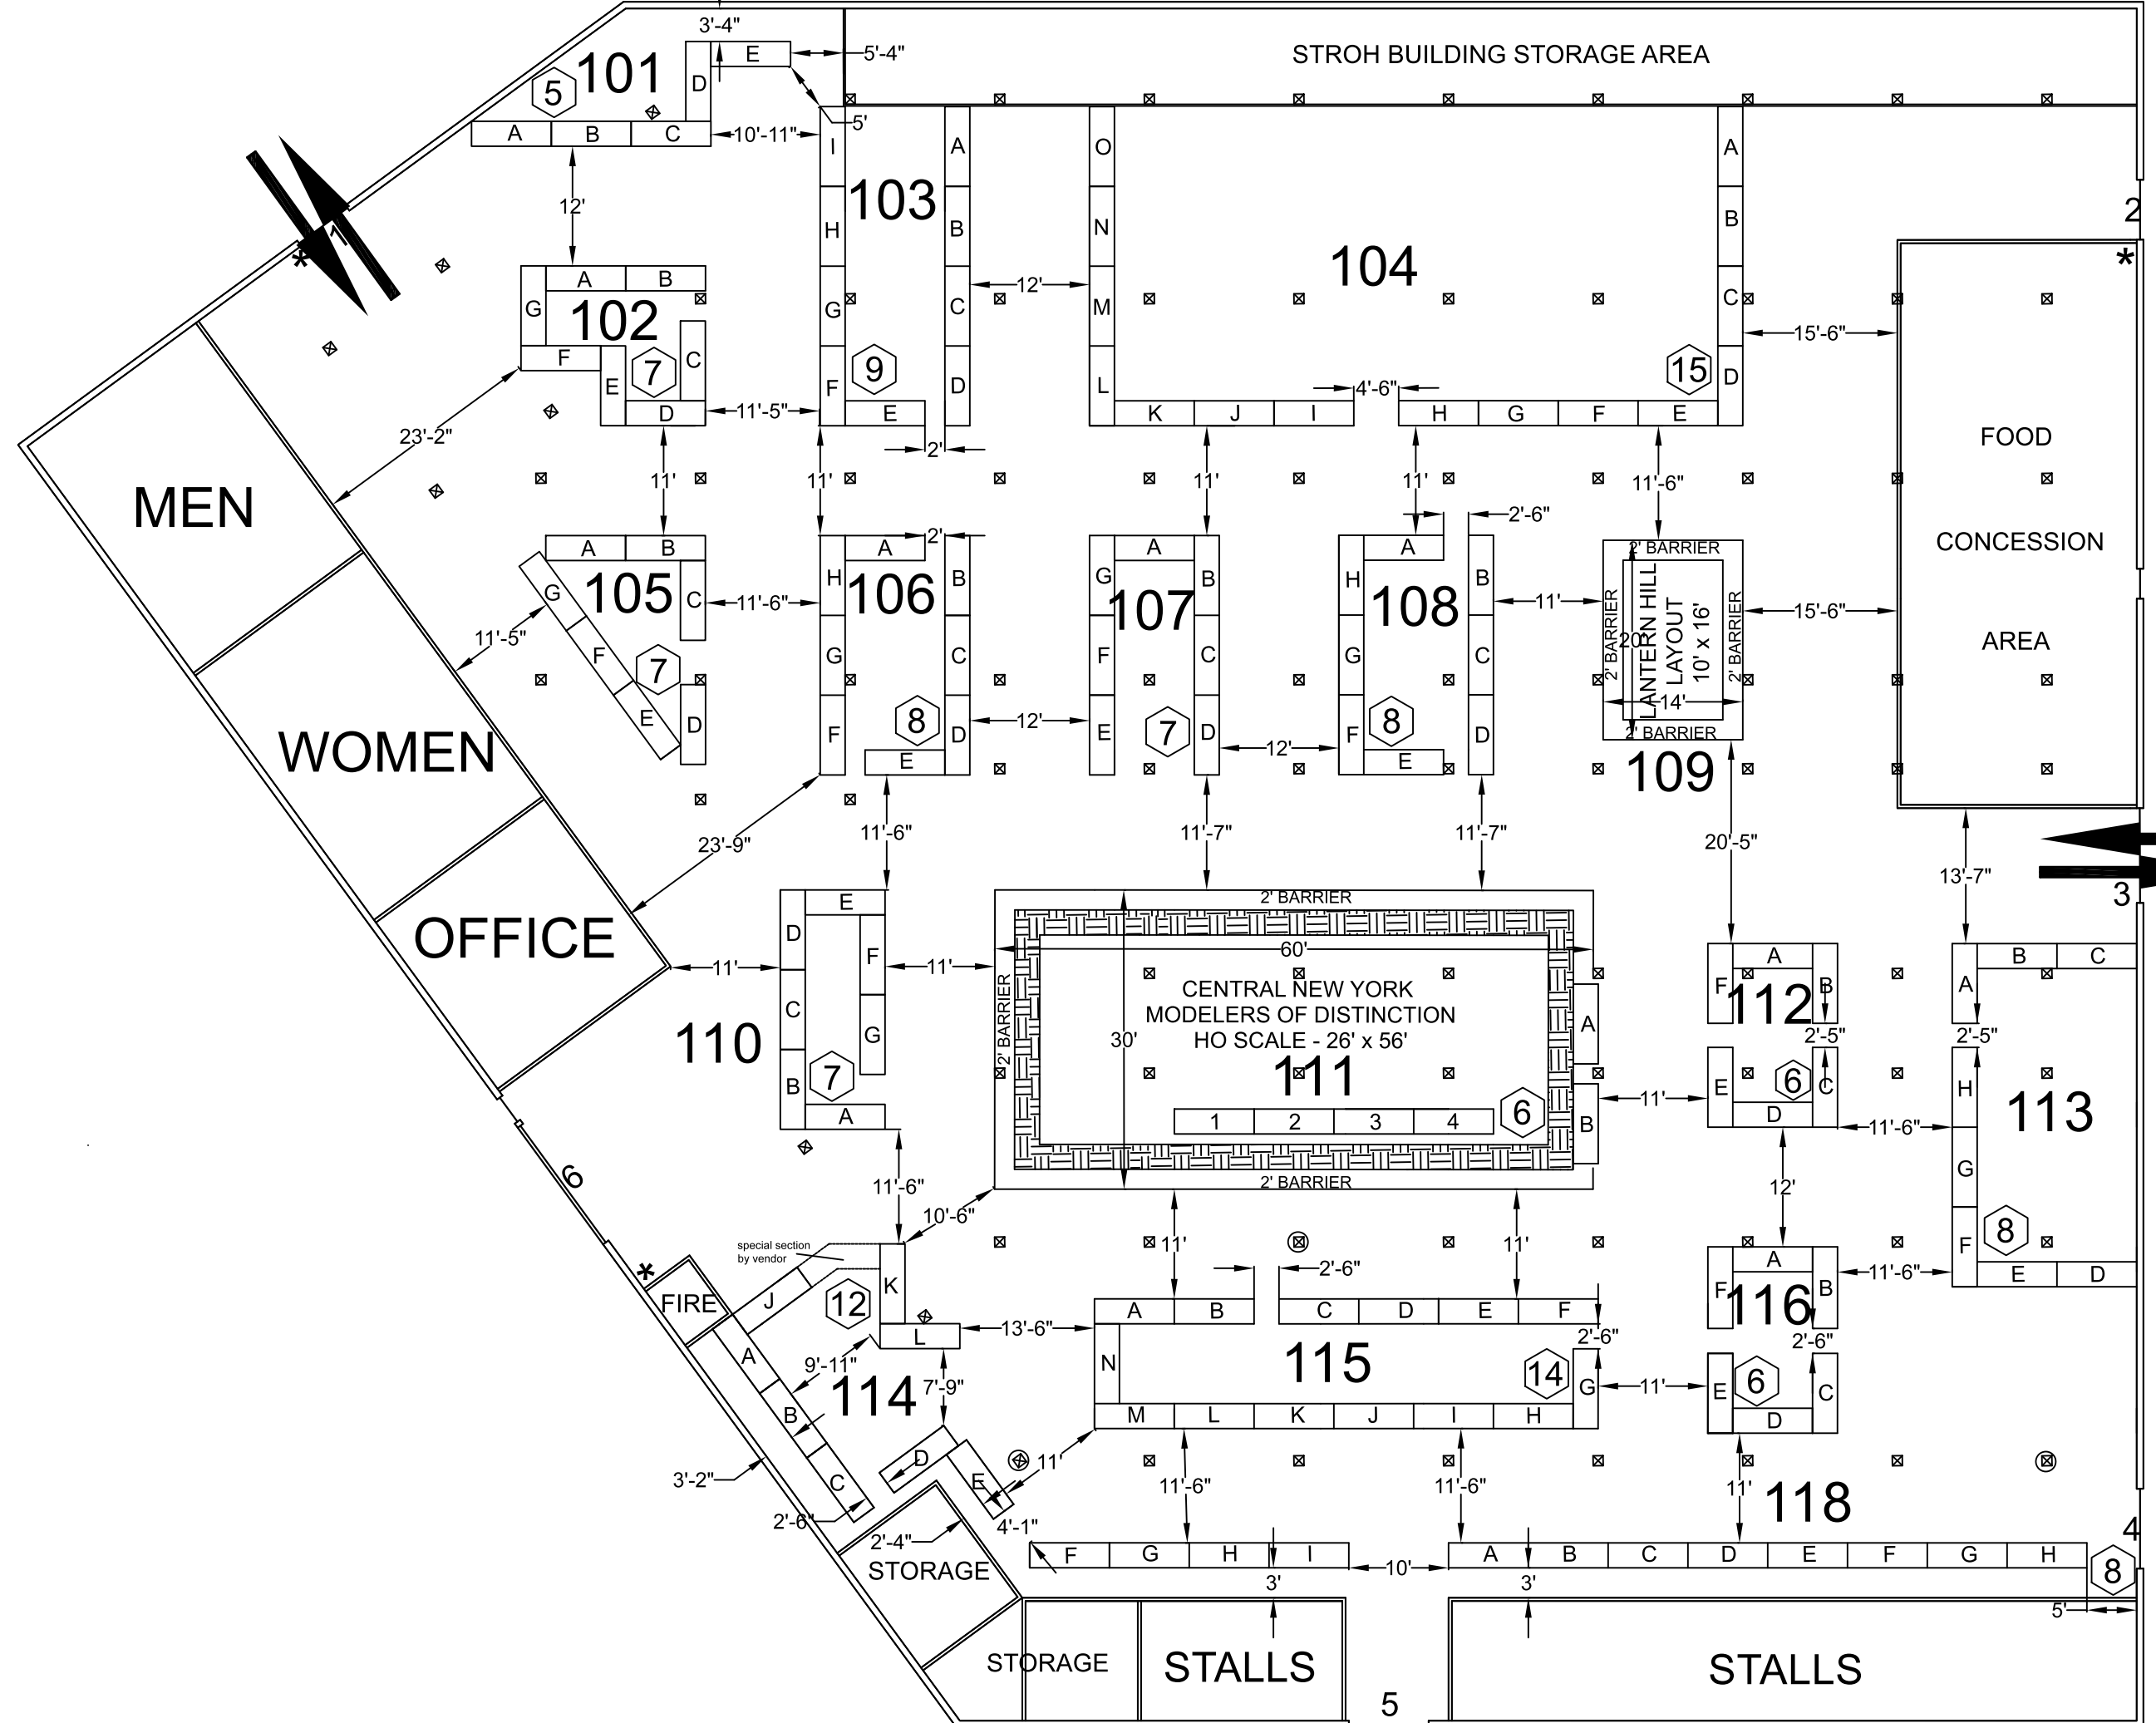 3'-4"
101
E
5'-4"
STROH BUILDING STORAGE AREA
5
D
5'
A B C
10'-11"
12'
1
*
2
*
103
I H G F
A B C D
E
9
2'
12'
104
O N M L
K J I
4'-6"
H G F E
A B C D
15
15'-6"
102
A B
G
F
E
7
C
D
11'-5"
23'-2"
11'
11'
11'
11'
11'-6"
2'-6"
FOOD
CONCESSION
AREA
MEN
WOMEN
OFFICE
105
A B
C
D
G
F
E
7
11'-5"
11'-6"
106
A
2'
H G F
B C D
8
E
12'
107
A
G F E
B C D
7
12'
108
A
H G F
B C D
8
E
11'
2' BARRIER
2' BARRIER
LANTERN HILL
LAYOUT
10' x 16'
2' BARRIER
20'
14'
2' BARRIER
109
15'-6"
23'-9"
11'-6"
11'-7"
11'-7"
20'-5"
13'-7"
3
110
E
D C B
F G
7
A
11'
11'
2' BARRIER
60'
2' BARRIER
30'
CENTRAL NEW YORK
MODELERS OF DISTINCTION
HO SCALE - 26' x 56'
111
1 2 3 4
6
A
B
2' BARRIER
11'
112
A
F
B
2'-5"
E
6
C
D
11'-6"
12'
113
A
B C
2'-5"
H G F
8
E D
6
11'-6"
10'-6"
special section
by vendor
*
FIRE
J
12
K
L
13'-6"
9'-11"
114
7'-9"
A
B
C
3'-2"
2'-6"
D
E
11'
4'-1"
2'-4"
11'
11'
2'-6"
115
A B
C D E F
2'-6"
N
14
G
M L K J I H
11'
11'-6"
11'-6"
116
A
F
B
2'-6"
E
6
C
D
11'-6"
11'
118
4
F G H I
10'
A B C D E F G H
8
3'
3'
5'
STORAGE
STORAGE
STALLS
STALLS
5